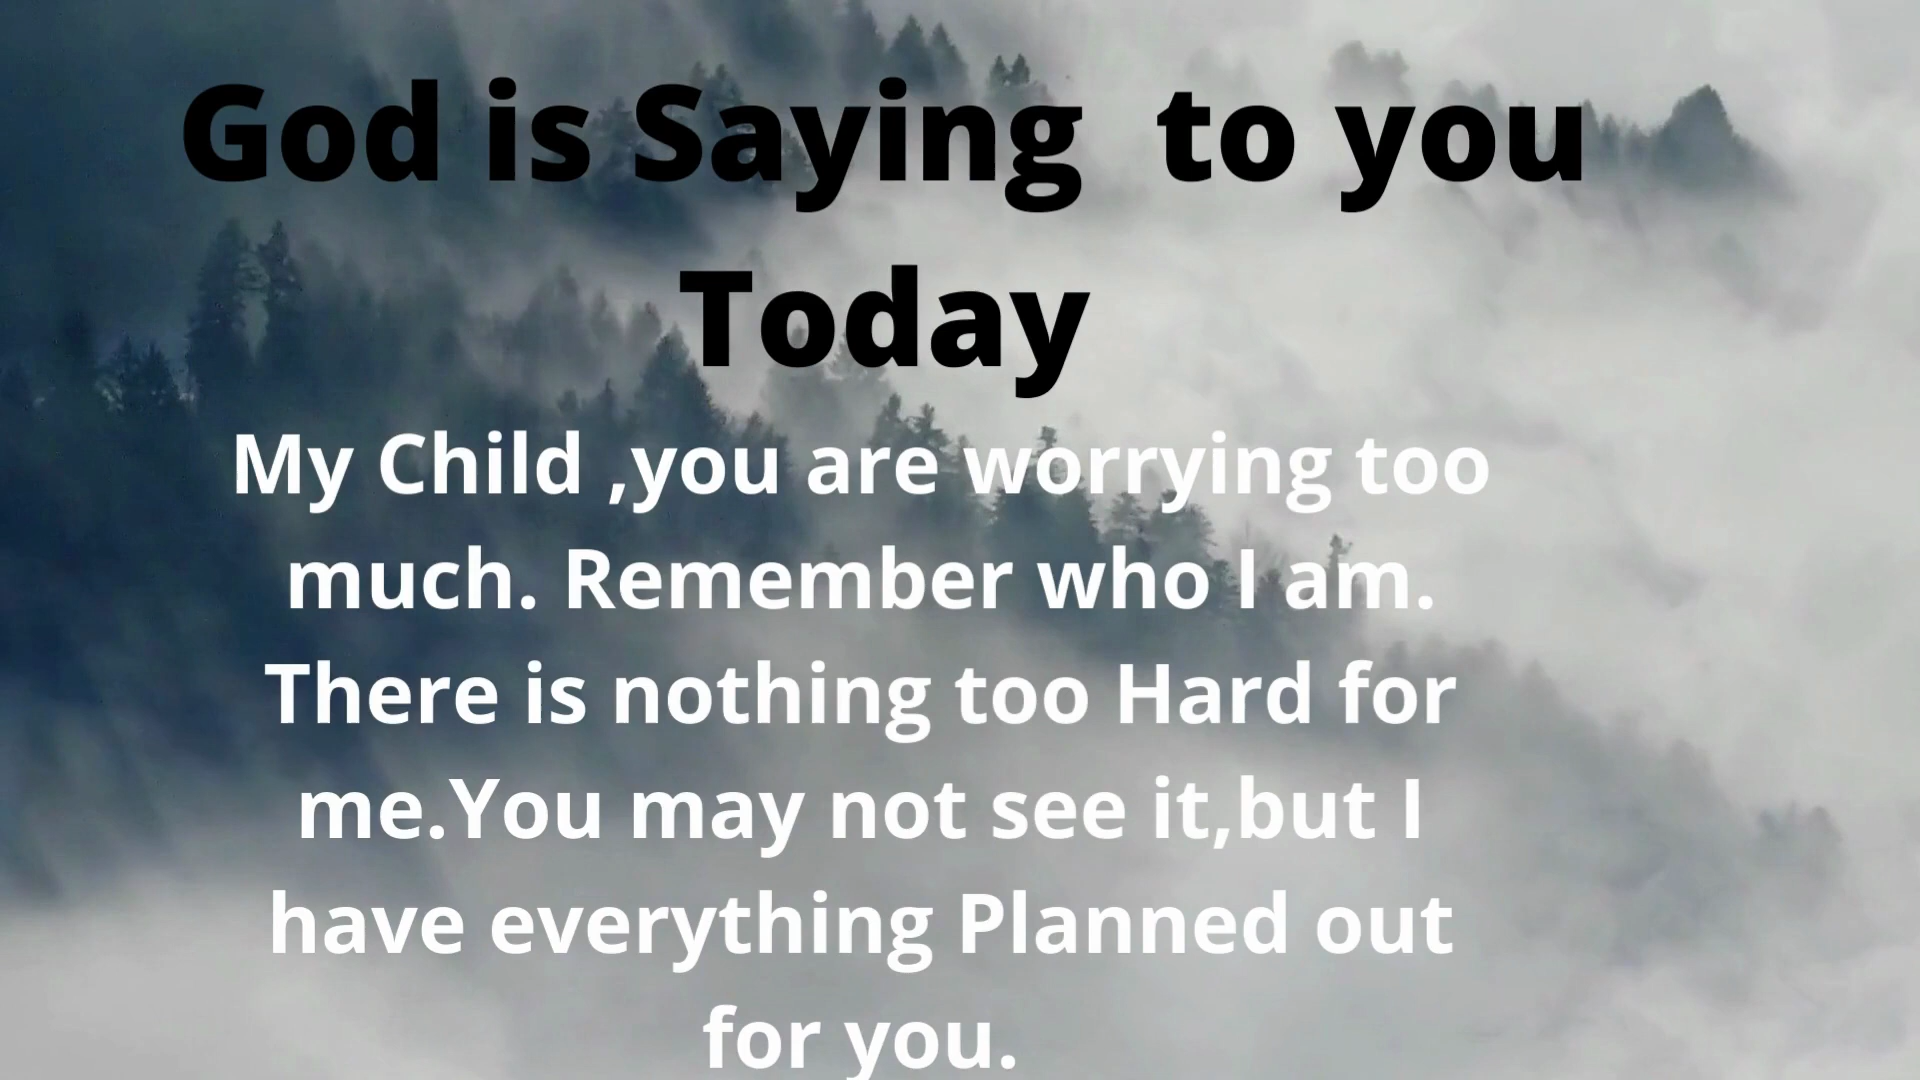 God is Saying  to you
Today
My Child ,you are worrying too
much. Remember who I am.
There is nothing too Hard for
me.You may not see it,but I
have everything Planned out
for you.